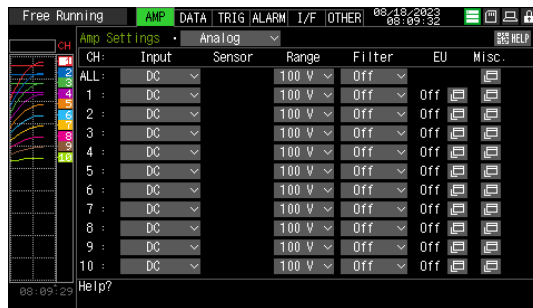 Free Running AMP DATA TRIG ALARM I/F OTHER 08/18/2023 08:09:32
CH Amp Settings · Analog HELP
CH: Input Sensor Range Filter EU Misc.
ALL: DC 100 V Off
1 : DC 100 V Off Off
2 : DC 100 V Off Off
3 : DC 100 V Off Off
4 : DC 100 V Off Off
5 : DC 100 V Off Off
6 : DC 100 V Off Off
7 : DC 100 V Off Off
8 : DC 100 V Off Off
9 : DC 100 V Off Off
10 : DC 100 V Off Off
1
2
3
4
5
6
7
8
9
10
08:09:29 Help?